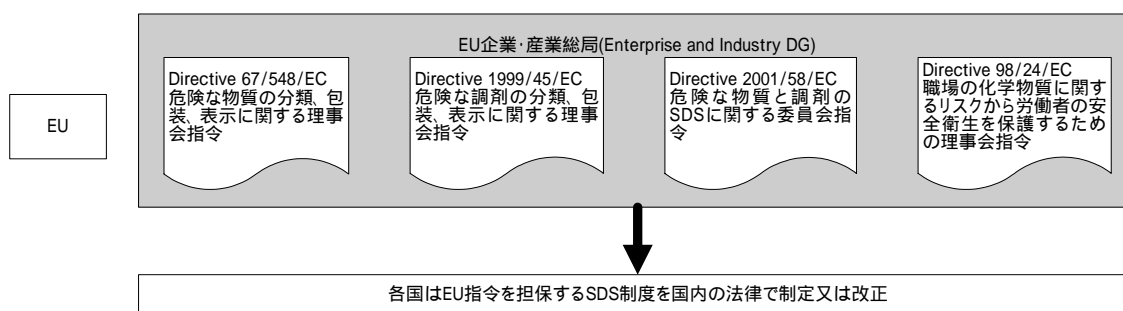 EU企業・産業総局(Enterprise and Industry DG)
EU
Directive 67/548/EC
危険な物質の分類、包
装、表示に関する理事
会指令
Directive 1999/45/EC
危険な調剤の分類、包
装、表示に関する理事
会指令
Directive 2001/58/EC
危険な物質と調剤の
SDSに関する委員会指
令
Directive 98/24/EC
職場の化学物質に関す
るリスクから労働者の安
全衛生を保護するため
の理事会指令
各国はEU指令を担保するSDS制度を国内の法律で制定又は改正